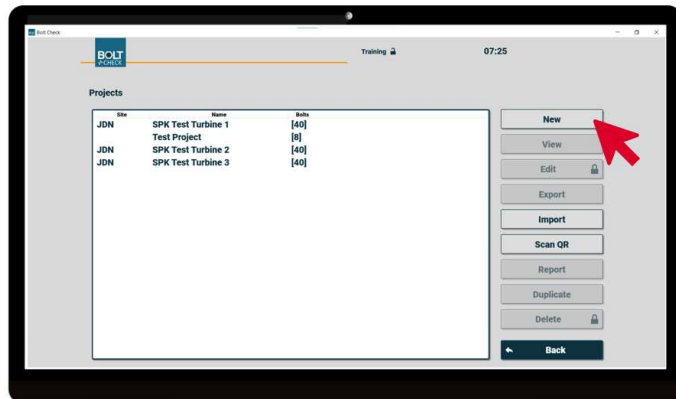 Bolt Check
BOLT
✓CHECK
Training
07:25
Projects
Site Name Bolts
JDN SPK Test Turbine 1 [40]
Test Project [8]
JDN SPK Test Turbine 2 [40]
JDN SPK Test Turbine 3 [40]
New
View
Edit
Export
Import
Scan QR
Report
Duplicate
Delete
Back